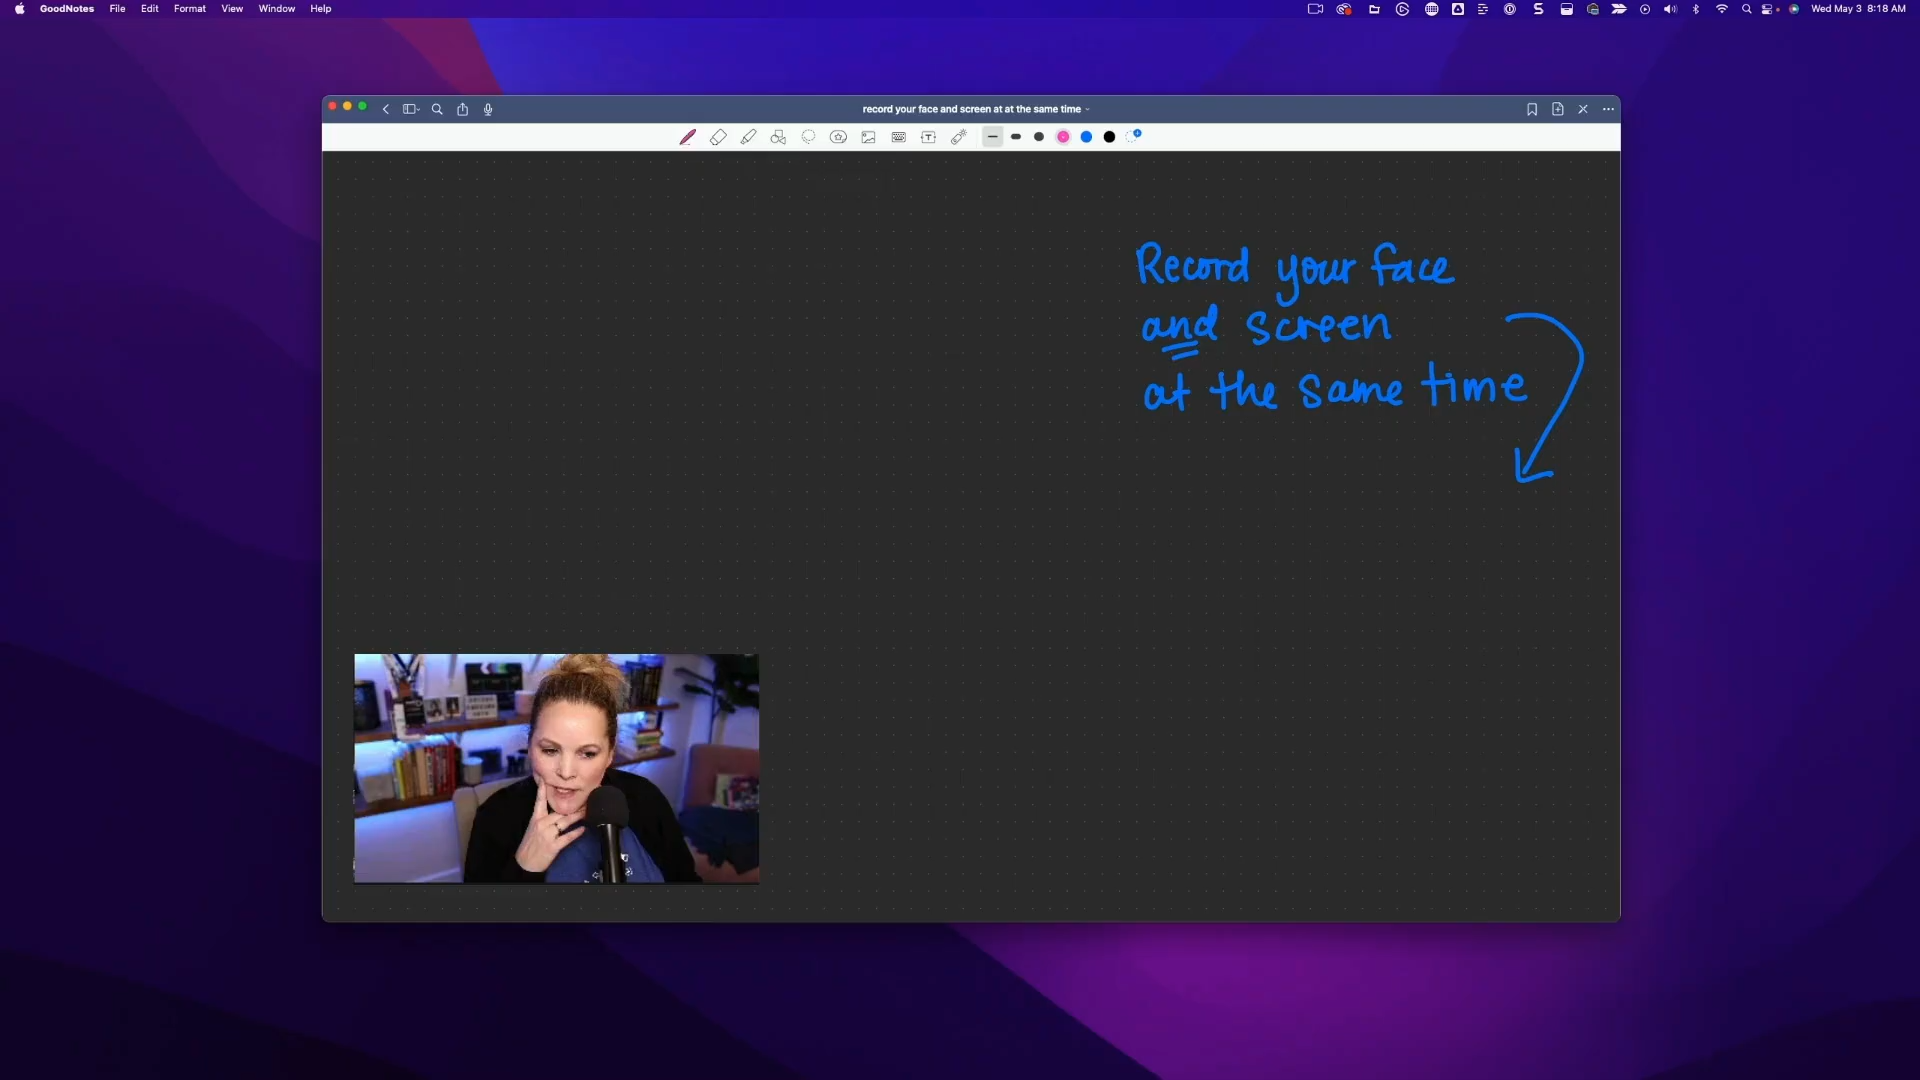 GoodNotes File Edit Format View Window Help Wed May 3 8:18 AM
record your face and screen at at the same time
Record your face
and screen
at the same time